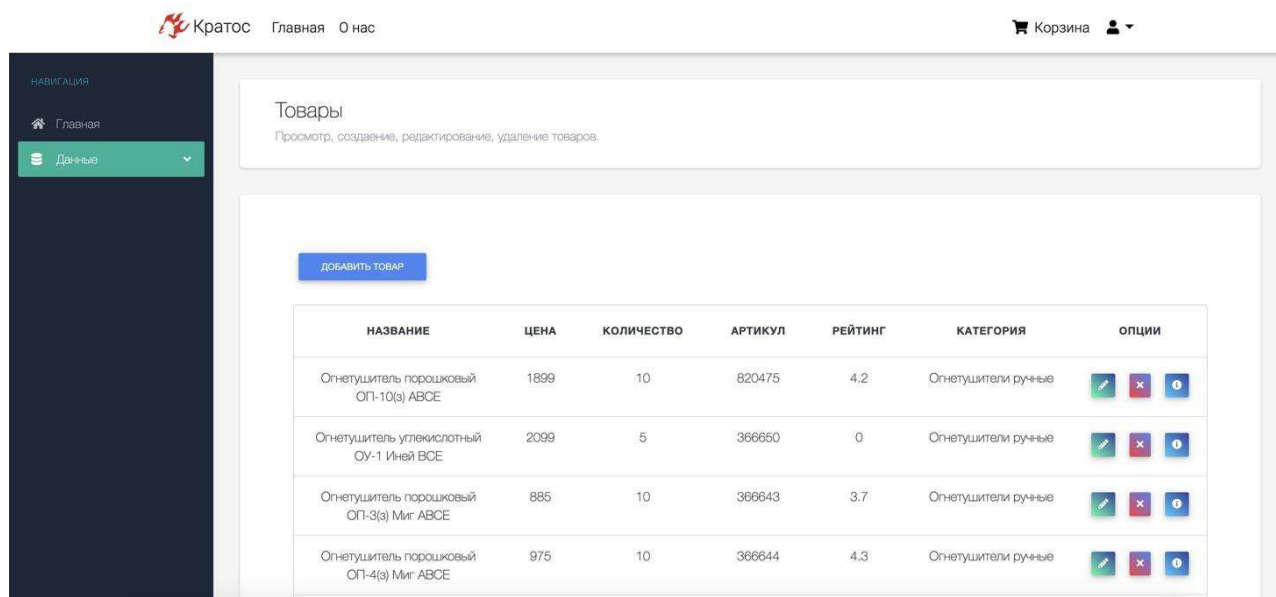 Кратос Главная О нас Корзина
НАВИГАЦИЯ
Главная
Данные
Товары
Просмотр, создаение, редактирование, удаление товаров.
ДОБАВИТЬ ТОВАР
НАЗВАНИЕ ЦЕНА КОЛИЧЕСТВО АРТИКУЛ РЕЙТИНГ КАТЕГОРИЯ ОПЦИИ
Огнетушитель порошковый 1899 10 820475 4.2 Огнетушители ручные
ОП-10(з) АВСЕ
Огнетушитель углекислотный 2099 5 366650 0 Огнетушители ручные
ОУ-1 Иней ВСЕ
Огнетушитель порошковый 885 10 366643 3.7 Огнетушители ручные
ОП-3(з) Миг АВСЕ
Огнетушитель порошковый 975 10 366644 4.3 Огнетушители ручные
ОП-4(з) Миг АВСЕ